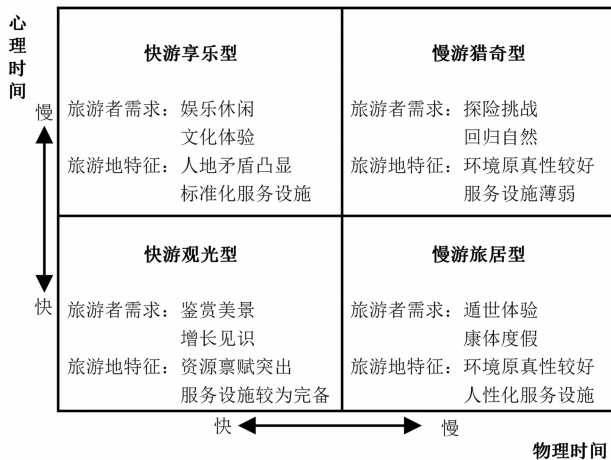 心理时间
慢
快
快游享乐型
旅游者需求：娱乐休闲
文化体验
旅游地特征：人地矛盾凸显
标准化服务设施
慢游猎奇型
旅游者需求：探险挑战
回归自然
旅游地特征：环境原真性较好
服务设施薄弱
快游观光型
旅游者需求：鉴赏美景
增长见识
旅游地特征：资源禀赋突出
服务设施较为完备
慢游旅居型
旅游者需求：遁世体验
康体度假
旅游地特征：环境原真性较好
人性化服务设施
快
慢
物理时间